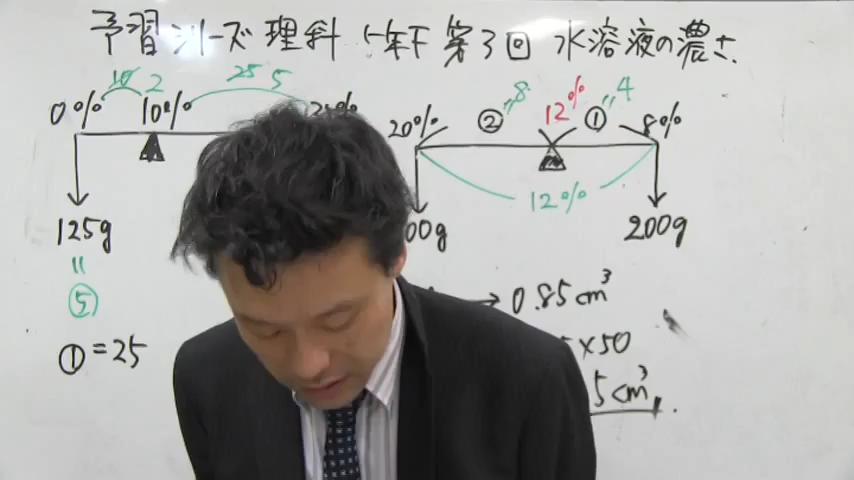 予習シリーズ理科 5年下 第3回 水溶液の濃さ
10 2 25 5
0% 10%
125g
=
⑤
①=25
20% ② =8 12% ① =4 8%
12%
00g 200g
→ 0.85cm³
×50
5cm³